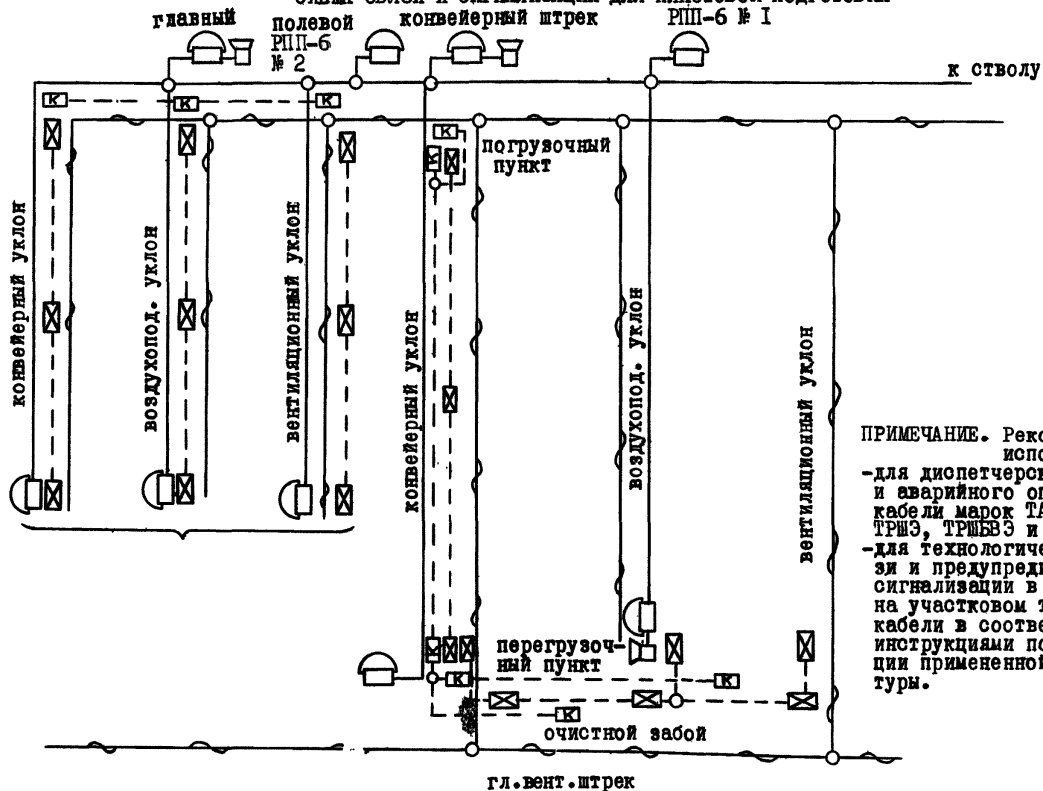 главный
полевой
РПП-6
№ 2
конвейерный штрек
РПП-6 № I
к стволу
К
К
К
К
К
погрузочный
пункт
конвейерный уклон
воздухопод. уклон
вентиляционный уклон
конвейерный уклон
воздухопод. уклон
вентиляционный уклон
К
К
К
К
перегрузоч-
ный пункт
очистной забой
гл.вент.штрек
ПРИМЕЧАНИЕ. Реко
испо
-для диспетчерск
и аварийного оп
кабели марок ТА
ТРШЭ, ТРШБВЭ и
-для технологиче
зи и предупреди
сигнализации в
на участковом т
кабели в соотве
инструкциями по
ции примененной
туры.